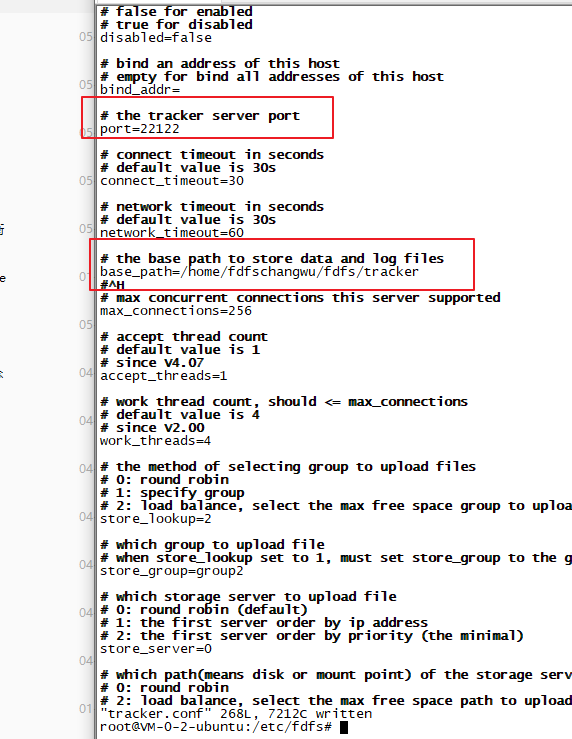 # false for enabled
# true for disabled
disabled=false
# bind an address of this host
# empty for bind all addresses of this host
bind_addr=
# the tracker server port
port=22122
# connect timeout in seconds
# default value is 30s
connect_timeout=30
# network timeout in seconds
# default value is 30s
network_timeout=60
# the base path to store data and log files
base_path=/home/fdfschangwu/fdfs/tracker
#^H
# max concurrent connections this server supported
max_connections=256
# accept thread count
# default value is 1
# since V4.07
accept_threads=1
# work thread count, should <= max_connections
# default value is 4
# since V2.00
work_threads=4
# the method of selecting group to upload files
# 0: round robin
# 1: specify group
# 2: load balance, select the max free space group to uploa
store_lookup=2
# which group to upload file
# when store_lookup set to 1, must set store_group to the g
store_group=group2
# which storage server to upload file
# 0: round robin (default)
# 1: the first server order by ip address
# 2: the first server order by priority (the minimal)
store_server=0
# which path(means disk or mount point) of the storage serv
# 0: round robin
# 2: load balance, select the max free space path to upload
"tracker.conf" 268L, 7212C written
root@VM-0-2-ubuntu:/etc/fdfs#